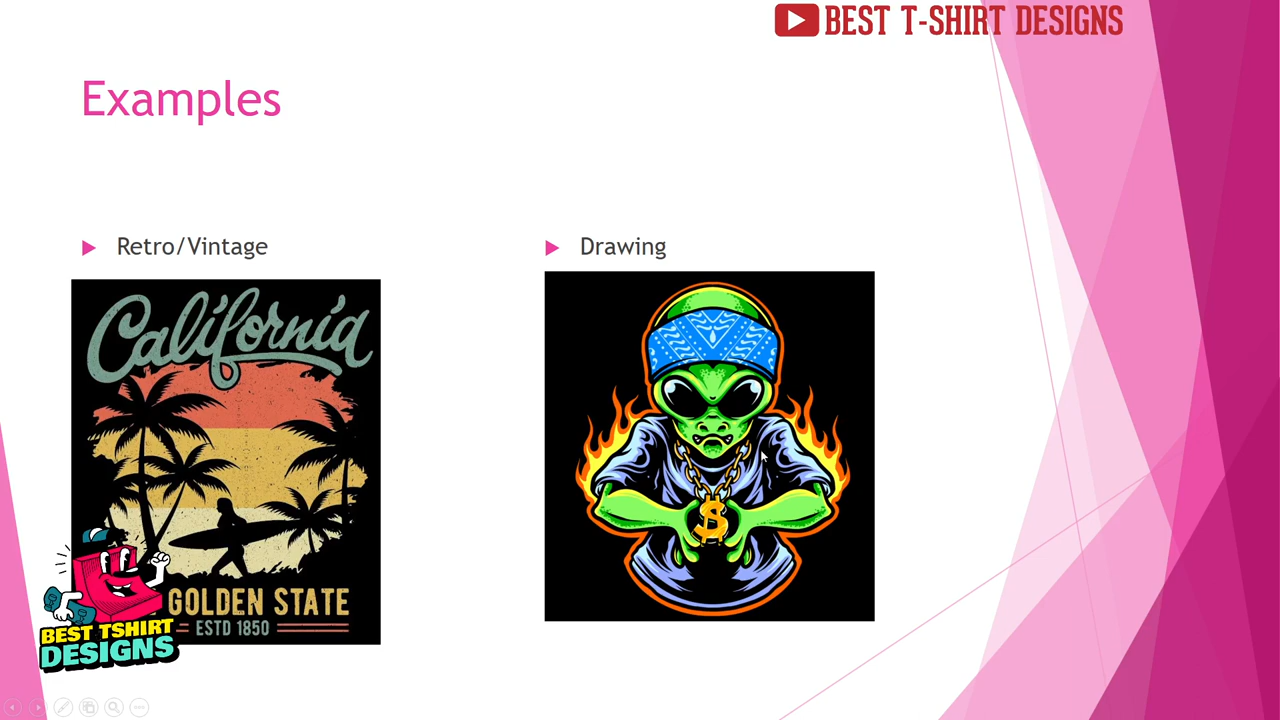 BEST T-SHIRT DESIGNS
Examples
Retro/Vintage
Drawing
California
GOLDEN STATE
ESTD 1850
$
BEST TSHIRT
DESIGNS